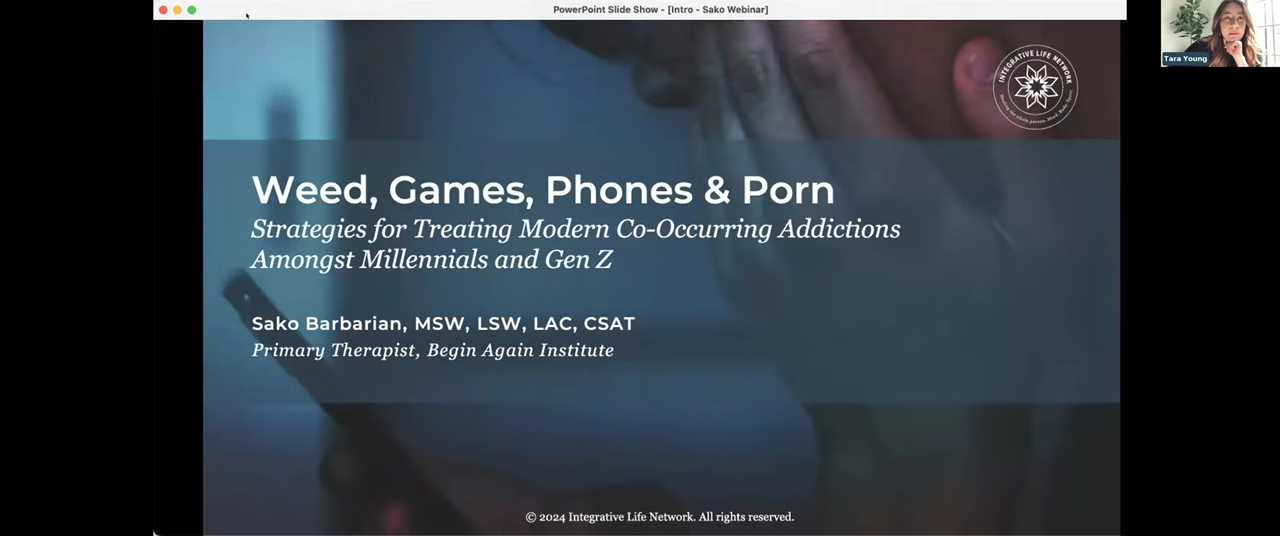 PowerPoint Slide Show - [Intro - Sako Webinar]
Tara Young
INTEGRATIVE LIFE NETWORK
Weed, Games, Phones & Porn
Strategies for Treating Modern Co-Occurring Addictions
Amongst Millennials and Gen Z
Sako Barbarian, MSW, LSW, LAC, CSAT
Primary Therapist, Begin Again Institute
© 2024 Integrative Life Network. All rights reserved.